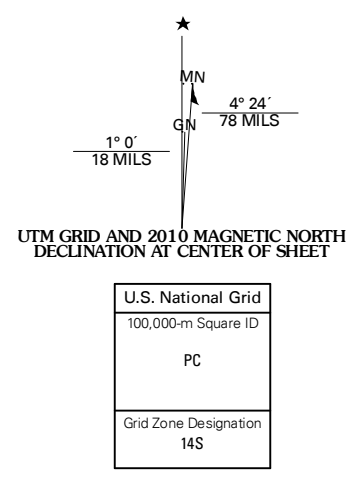 ★
MN
4° 24´
78 MILS
GN
1° 0´
18 MILS
UTM GRID AND 2010 MAGNETIC NORTH
DECLINATION AT CENTER OF SHEET
U.S. National Grid
100,000-m Square ID
PC
Grid Zone Designation
14S